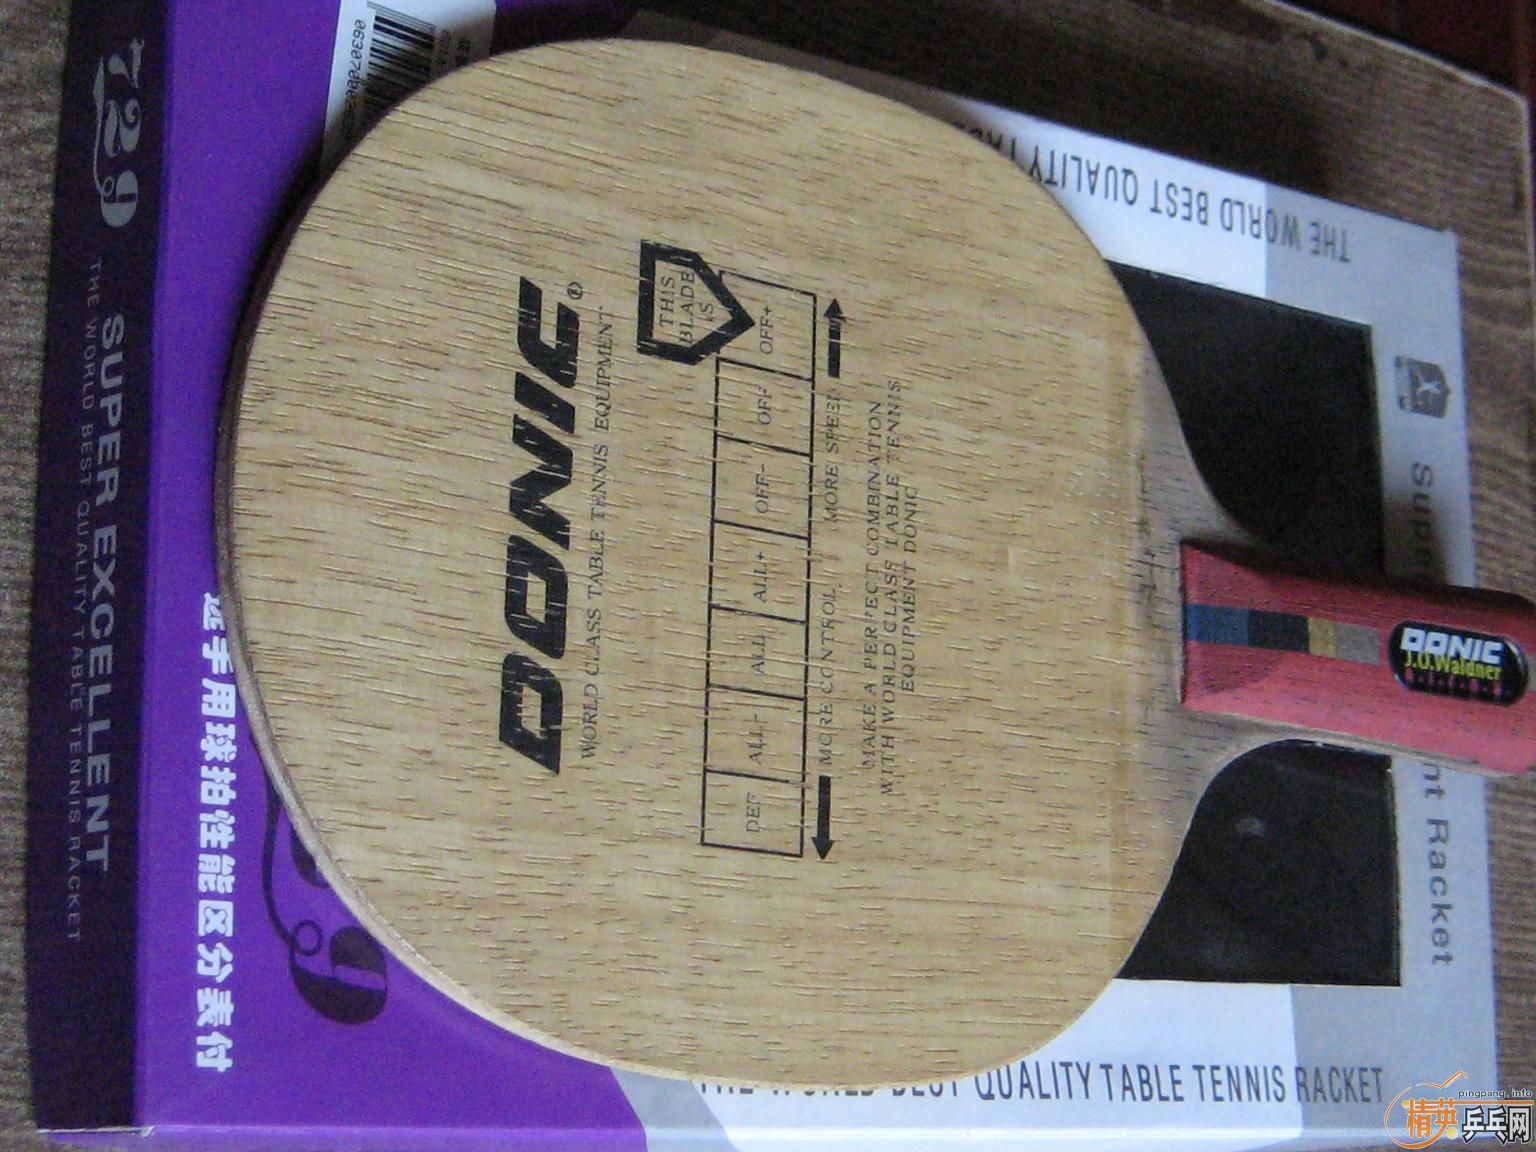 DONIC®
WORLD CLASS TABLE TENNIS EQUIPMENT
THIS
BLADE
IS
DEF
ALL-
ALL
ALL+
OFF-
OFF
OFF+
MORE CONTROL
MORE SPEED
MAKE A PERFECT COMBINATION
WITH WORLD CLASS TABLE TENNIS
EQUIPMENT DONIC
DONIC
J.O.Waldner
729
SUPER EXCELLENT
THE WORLD BEST QUALITY TABLE TENNIS RACKET
手用球拍性能区分表付
THE WORLD BEST QUALITY
THE WORLD BEST QUALITY TABLE TENNIS RACKET
Racket
pingpang.info
精英乒乓网